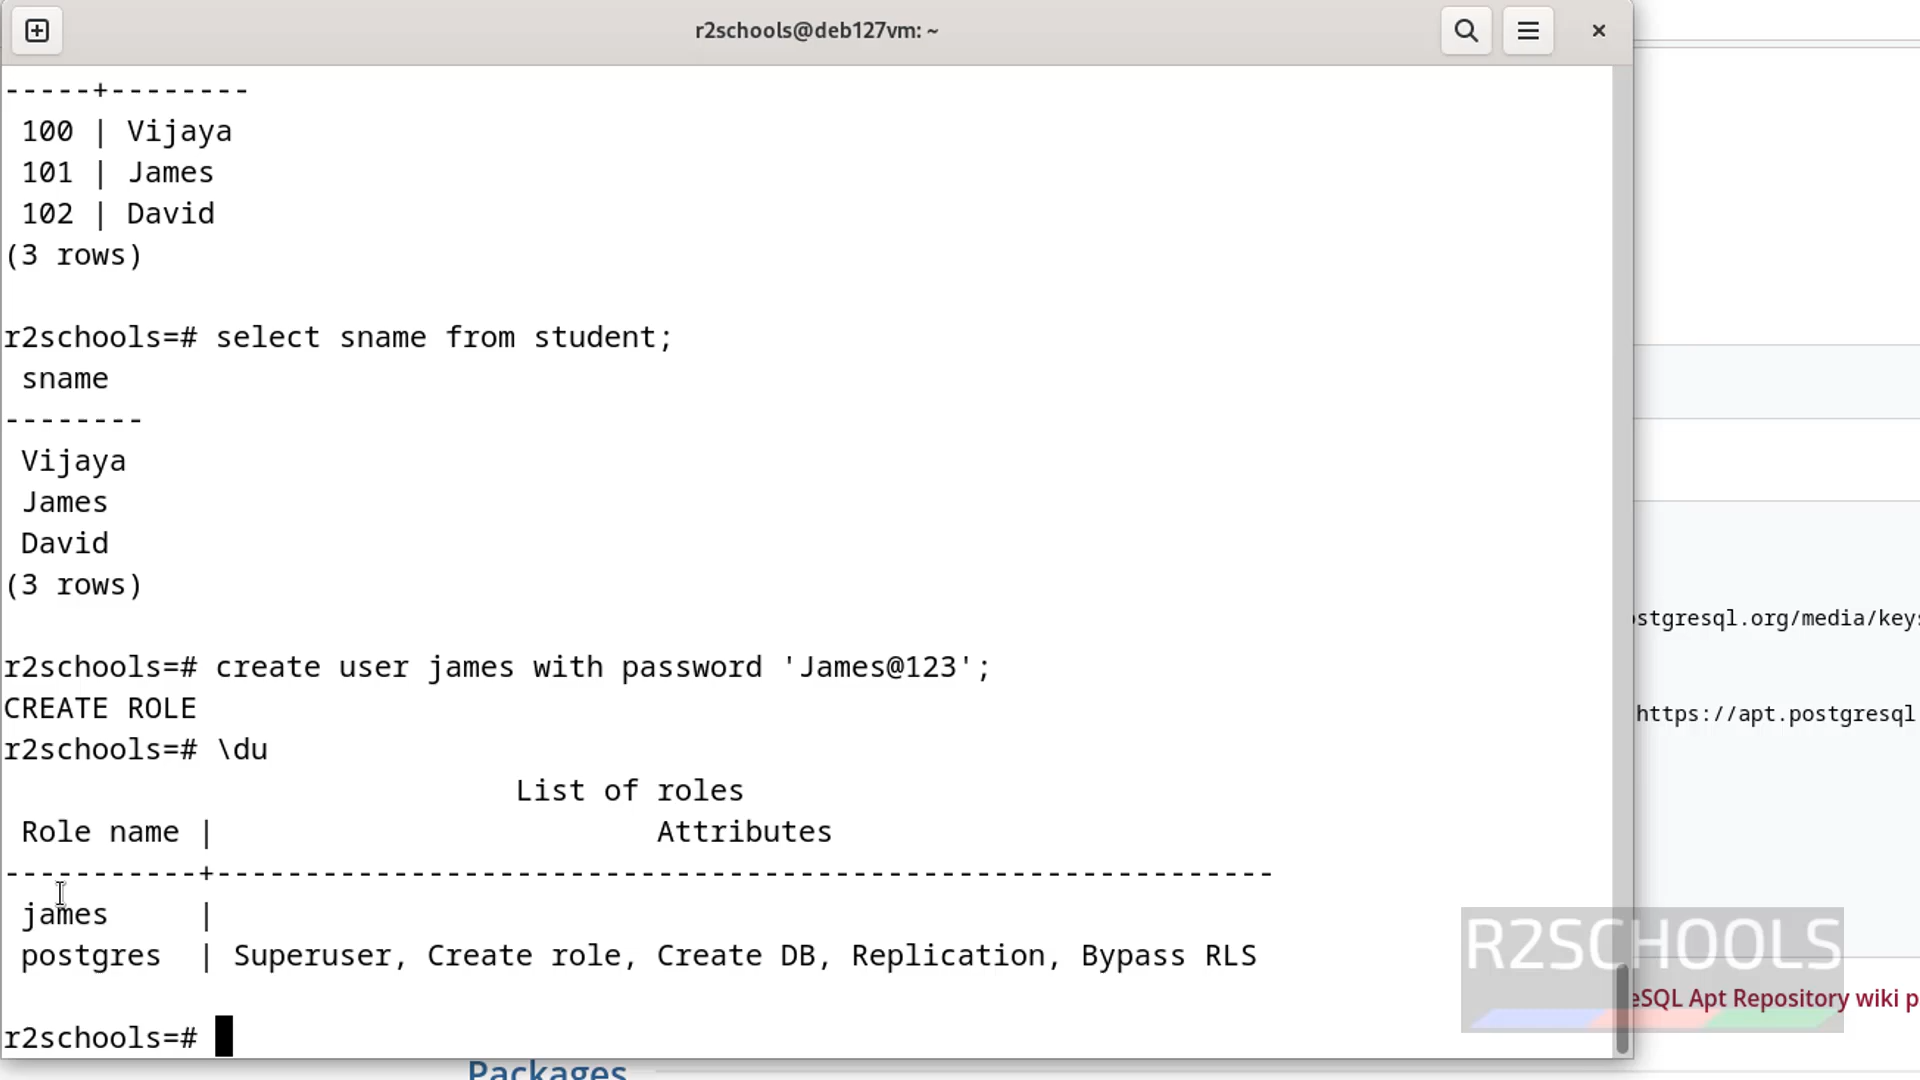 r2schools@deb127vm: ~
-----+--------
100 | Vijaya
101 | James
102 | David
(3 rows)
r2schools=# select sname from student;
sname
--------
Vijaya
James
David
(3 rows)
r2schools=# create user james with password 'James@123';
CREATE ROLE
r2schools=# \du
List of roles
Role name | Attributes
-----------+------------------------------------------------------------
james |
postgres | Superuser, Create role, Create DB, Replication, Bypass RLS
r2schools=#
ostgresql.org/media/keys
https://apt.postgresql
R2SCHOOLS
eSQL Apt Repository wiki p
Packages